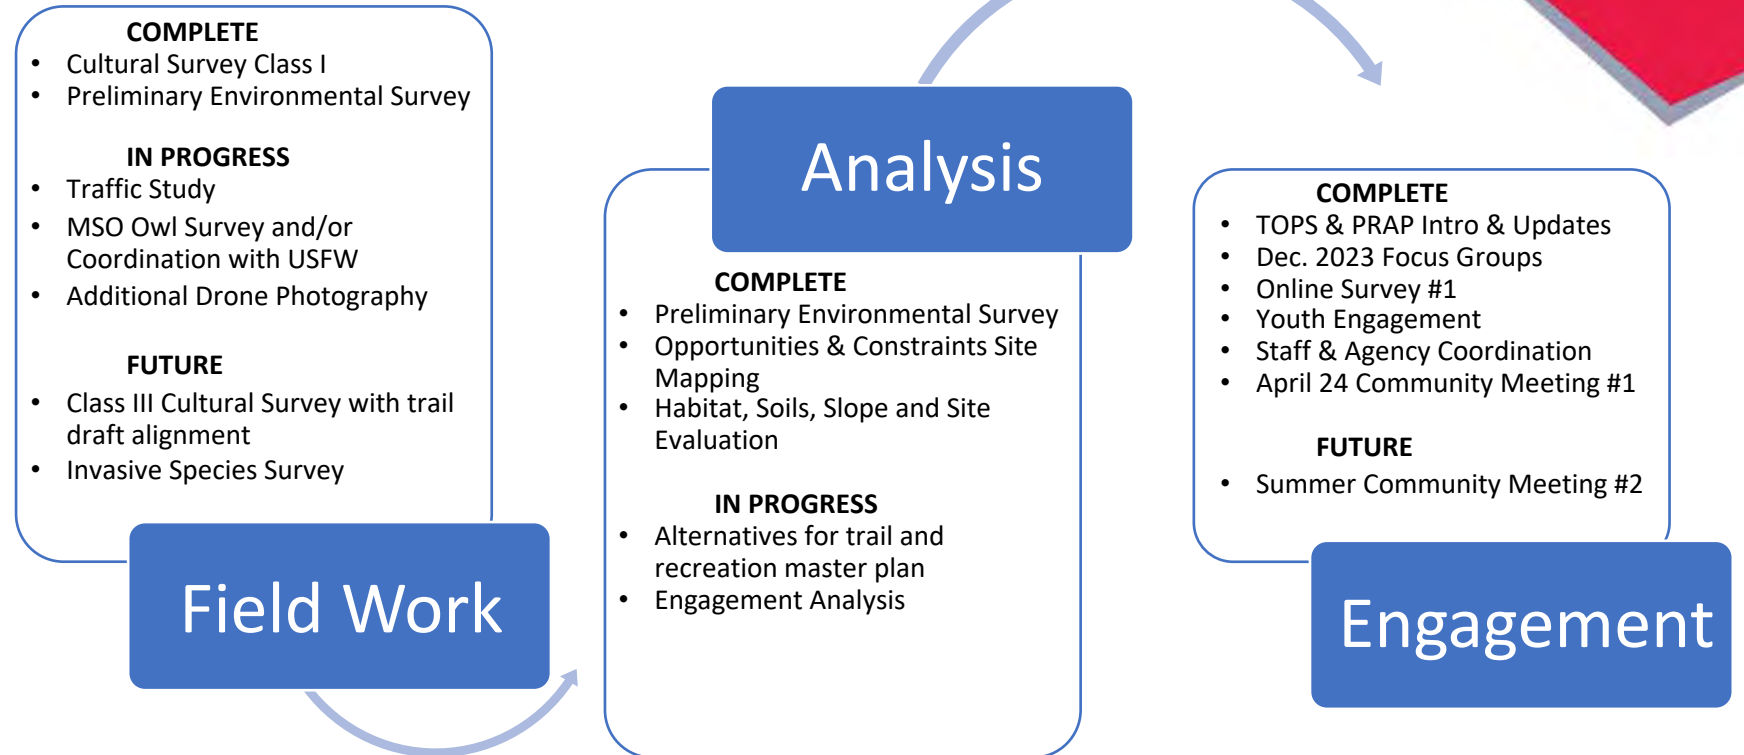 COMPLETE
• Cultural Survey Class I
• Preliminary Environmental Survey
IN PROGRESS
• Traffic Study
• MSO Owl Survey and/or
Coordination with USFW
• Additional Drone Photography
FUTURE
• Class III Cultural Survey with trail
draft alignment
• Invasive Species Survey
Field Work
Analysis
COMPLETE
• Preliminary Environmental Survey
• Opportunities & Constraints Site
Mapping
• Habitat, Soils, Slope and Site
Evaluation
IN PROGRESS
• Alternatives for trail and
recreation master plan
• Engagement Analysis
COMPLETE
• TOPS & PRAP Intro & Updates
• Dec. 2023 Focus Groups
• Online Survey #1
• Youth Engagement
• Staff & Agency Coordination
• April 24 Community Meeting #1
FUTURE
• Summer Community Meeting #2
Engagement